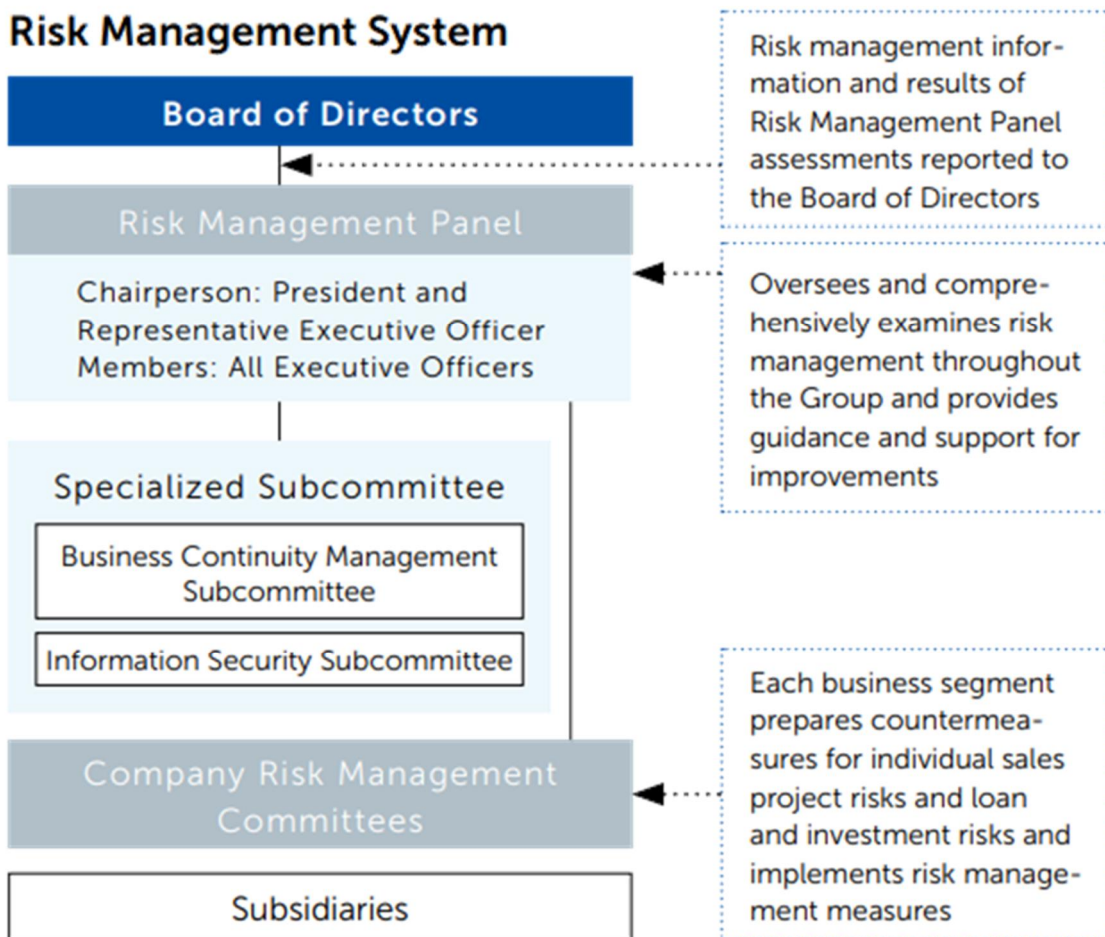 Risk Management System
Board of Directors
Risk management infor-
mation and results of
Risk Management Panel
assessments reported to
the Board of Directors
Risk Management Panel
Chairperson: President and
Representative Executive Officer
Members: All Executive Officers
Oversees and compre-
hensively examines risk
management throughout
the Group and provides
guidance and support for
improvements
Specialized Subcommittee
Business Continuity Management
Subcommittee
Information Security Subcommittee
Company Risk Management
Committees
Each business segment
prepares countermea-
sures for individual sales
project risks and loan
and investment risks and
implements risk manage-
ment measures
Subsidiaries